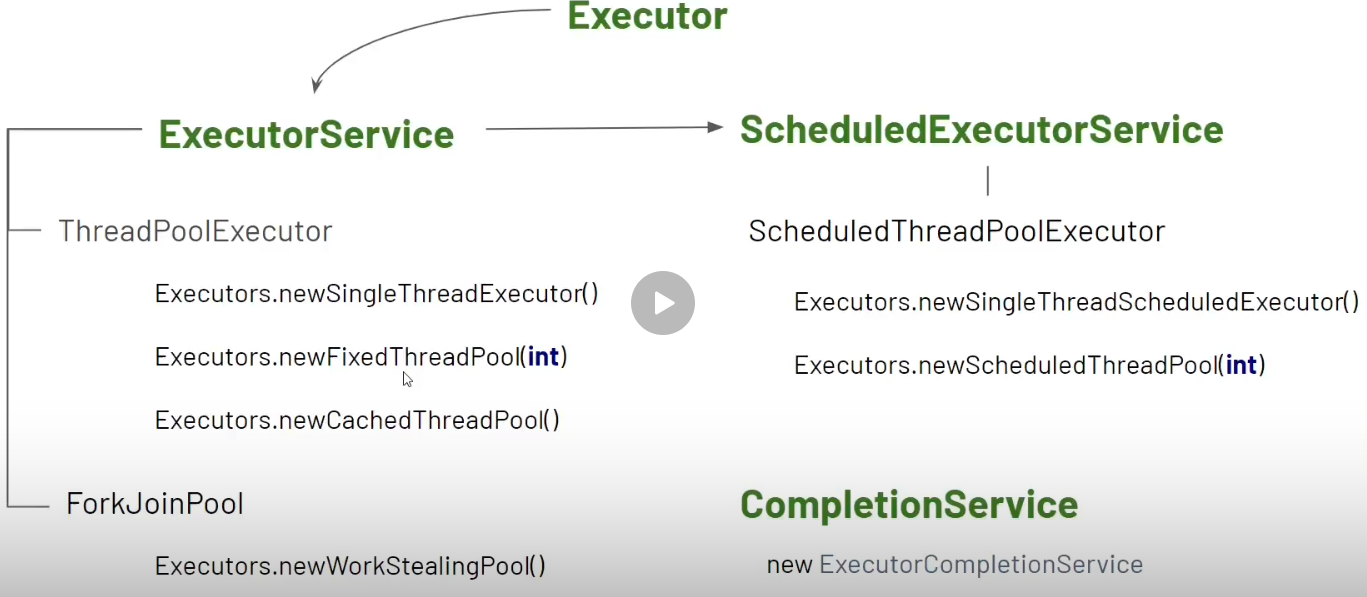 Executor
ExecutorService
ScheduledExecutorService
ThreadPoolExecutor
ScheduledThreadPoolExecutor
Executors.newSingleThreadExecutor()
Executors.newSingleThreadScheduledExecutor()
Executors.newFixedThreadPool(int)
Executors.newScheduledThreadPool(int)
Executors.newCachedThreadPool()
ForkJoinPool
CompletionService
Executors.newWorkStealingPool()
new ExecutorCompletionService